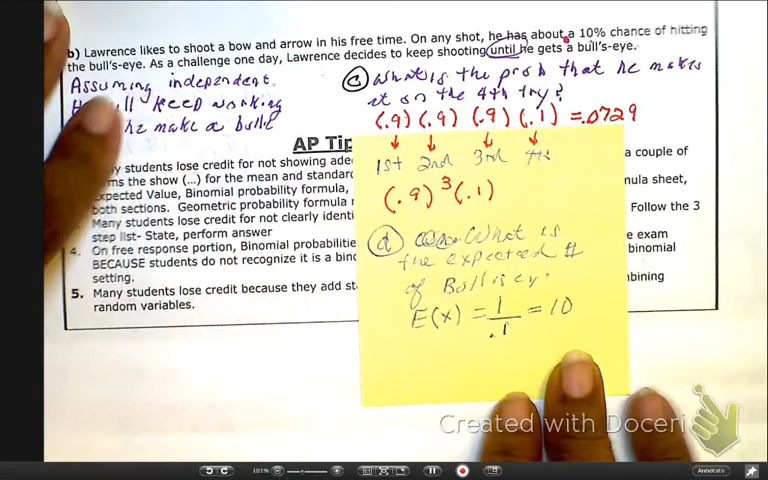 b) Lawrence likes to shoot a bow and arrow in his free time. On any shot, he has about a 10% chance of hitting
the bull's-eye. As a challenge one day, Lawrence decides to keep shooting until he gets a bull's-eye.
Assuming independent
keep working
he make a bulls
c) What is the prob that he makes
it on the 4th try?
(.9) (.9) (.9) (.1) = .0729
1st 2nd 3rd 4th
(.9)³(.1)
AP Tip
many students lose credit for not showing ade
a couple of
rms the show (...) for the mean and standard
Expected Value, Binomial probability formula,
mula sheet,
both sections. Geometric probability formula
Follow the 3
Many students lose credit for not clearly identi
step list- State, perform answer
4. On free response portion, Binomial probabilitie
e exam
BECAUSE students do not recognize it is a bin
binomial
setting.
5. Many students lose credit because they add st
mbining
random variables.
d) What is
the expected #
of Bullisey
E(x) = 1/.1 = 10
Created with Doceri
101%
Annotate